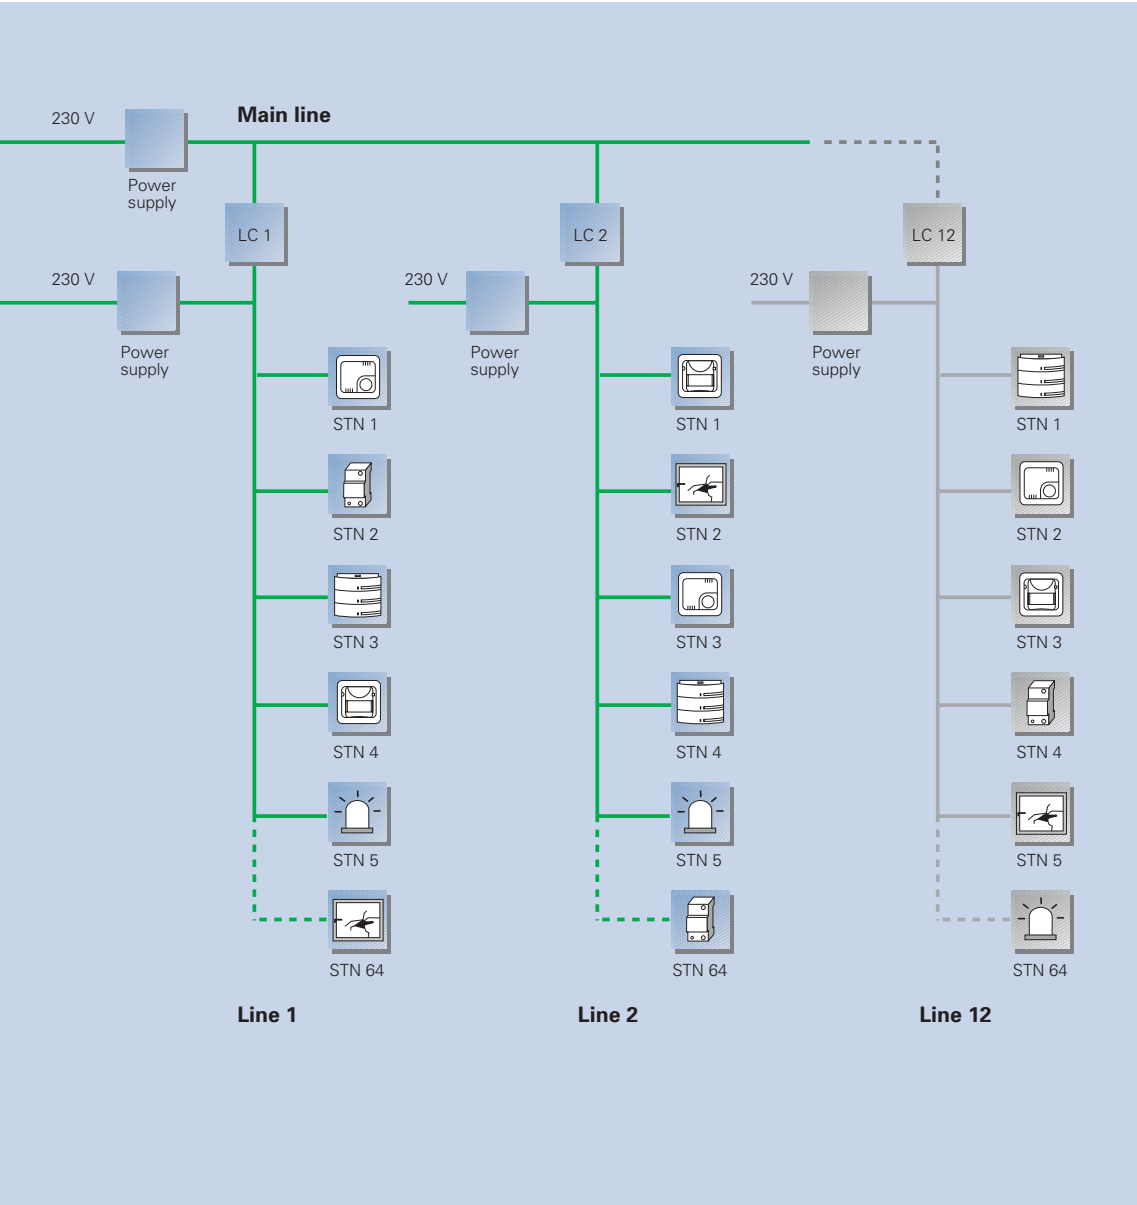 Main line
230 V
Power
supply
LC 1
LC 2
LC 12
230 V
230 V
230 V
Power
supply
Power
supply
Power
supply
STN 1
STN 1
STN 1
STN 2
STN 2
STN 2
STN 3
STN 3
STN 3
STN 4
STN 4
STN 4
STN 5
STN 5
STN 5
STN 64
STN 64
STN 64
Line 1
Line 2
Line 12